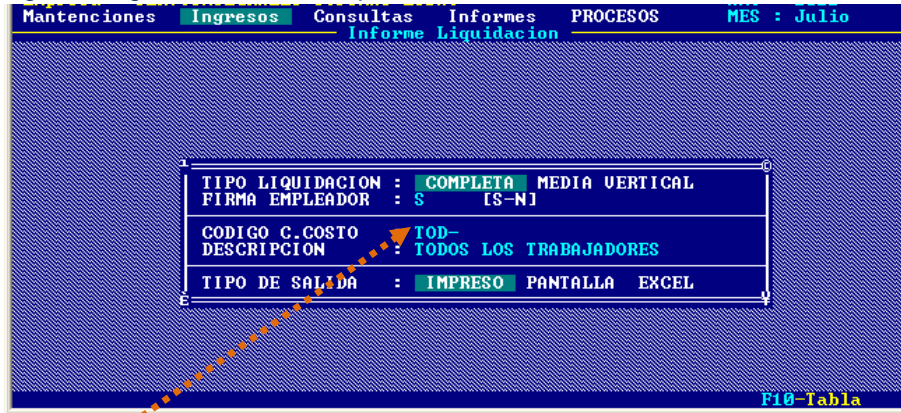 Mantenciones Ingresos Consultas Informes PROCESOS MES : Julio
Informe Liquidacion
TIPO LIQUIDACION : COMPLETA MEDIA VERTICAL
FIRMA EMPLEADOR : S [S-N]
CODIGO C.COSTO TOD-
DESCRIPCION : TODOS LOS TRABAJADORES
TIPO DE SALIDA : IMPRESO PANTALLA EXCEL
F10-Tabla